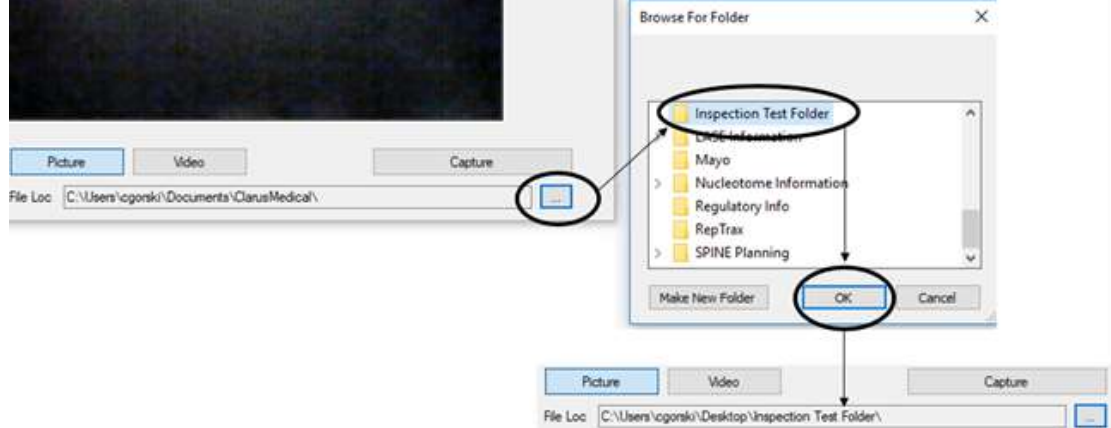 Picture Video Capture
File Loc C:\Users\cgorski\Documents\ClarusMedical\ ...
Browse For Folder
Inspection Test Folder
LASE Information
Mayo
Nucleotome Information
Regulatory Info
RepTrax
SPINE Planning
Make New Folder OK Cancel
Picture Video Capture
File Loc C:\Users\cgorski\Desktop\Inspection Test Folder\ ...